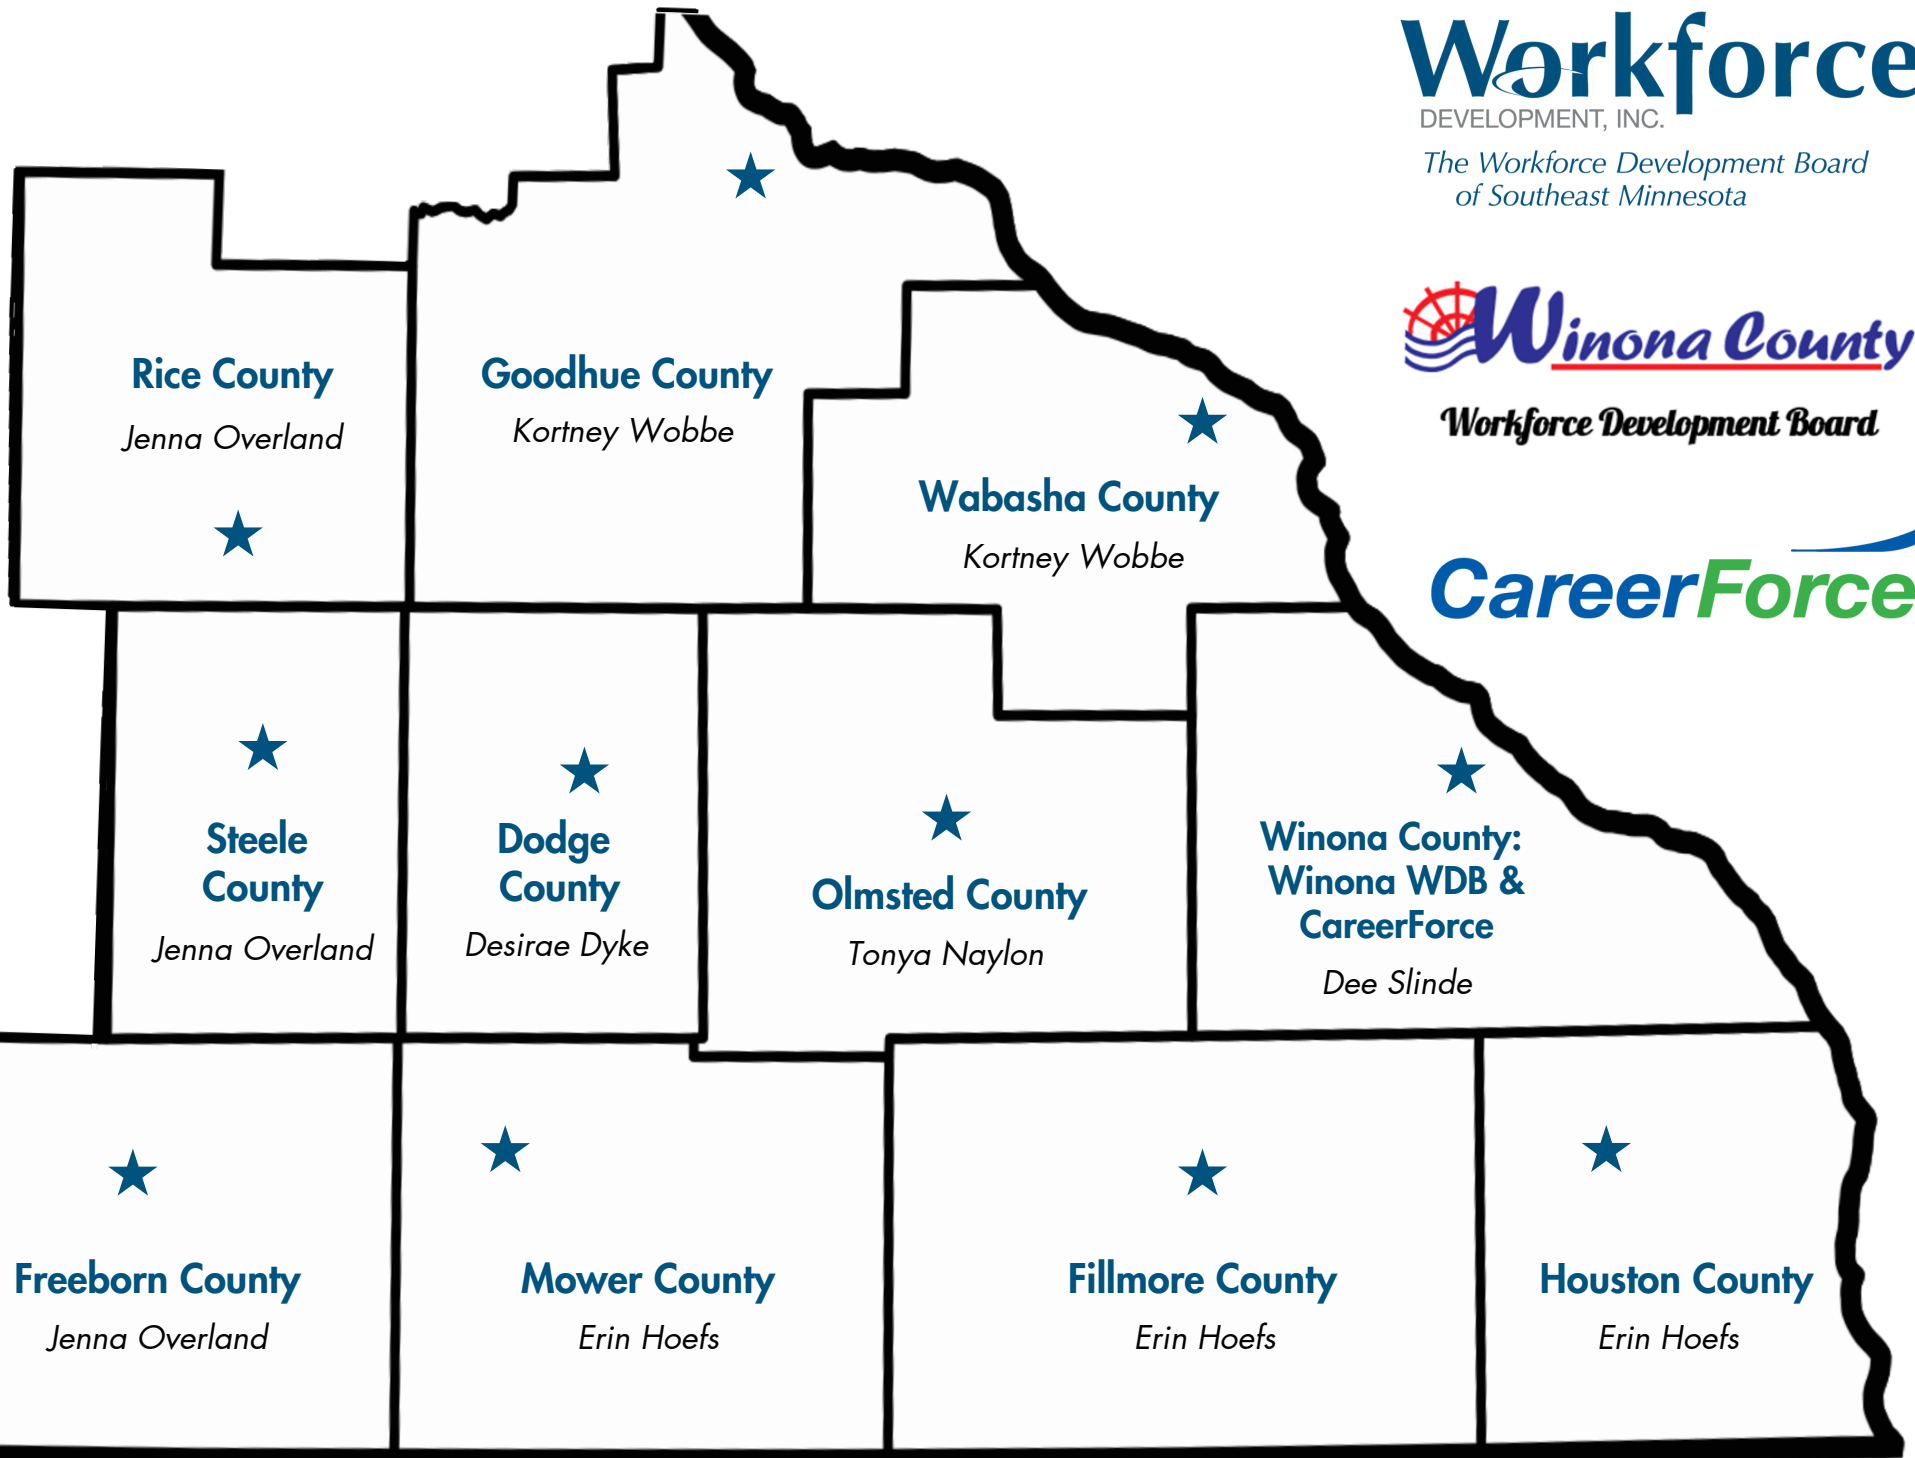 Workforce
DEVELOPMENT, INC.
The Workforce Development Board
of Southeast Minnesota
Winona County
Workforce Development Board
CareerForce
Rice County
Jenna Overland
Goodhue County
Kortney Wobbe
Wabasha County
Kortney Wobbe
Steele
County
Jenna Overland
Dodge
County
Desirae Dyke
Olmsted County
Tonya Naylon
Winona County:
Winona WDB &
CareerForce
Dee Slinde
Freeborn County
Jenna Overland
Mower County
Erin Hoefs
Fillmore County
Erin Hoefs
Houston County
Erin Hoefs